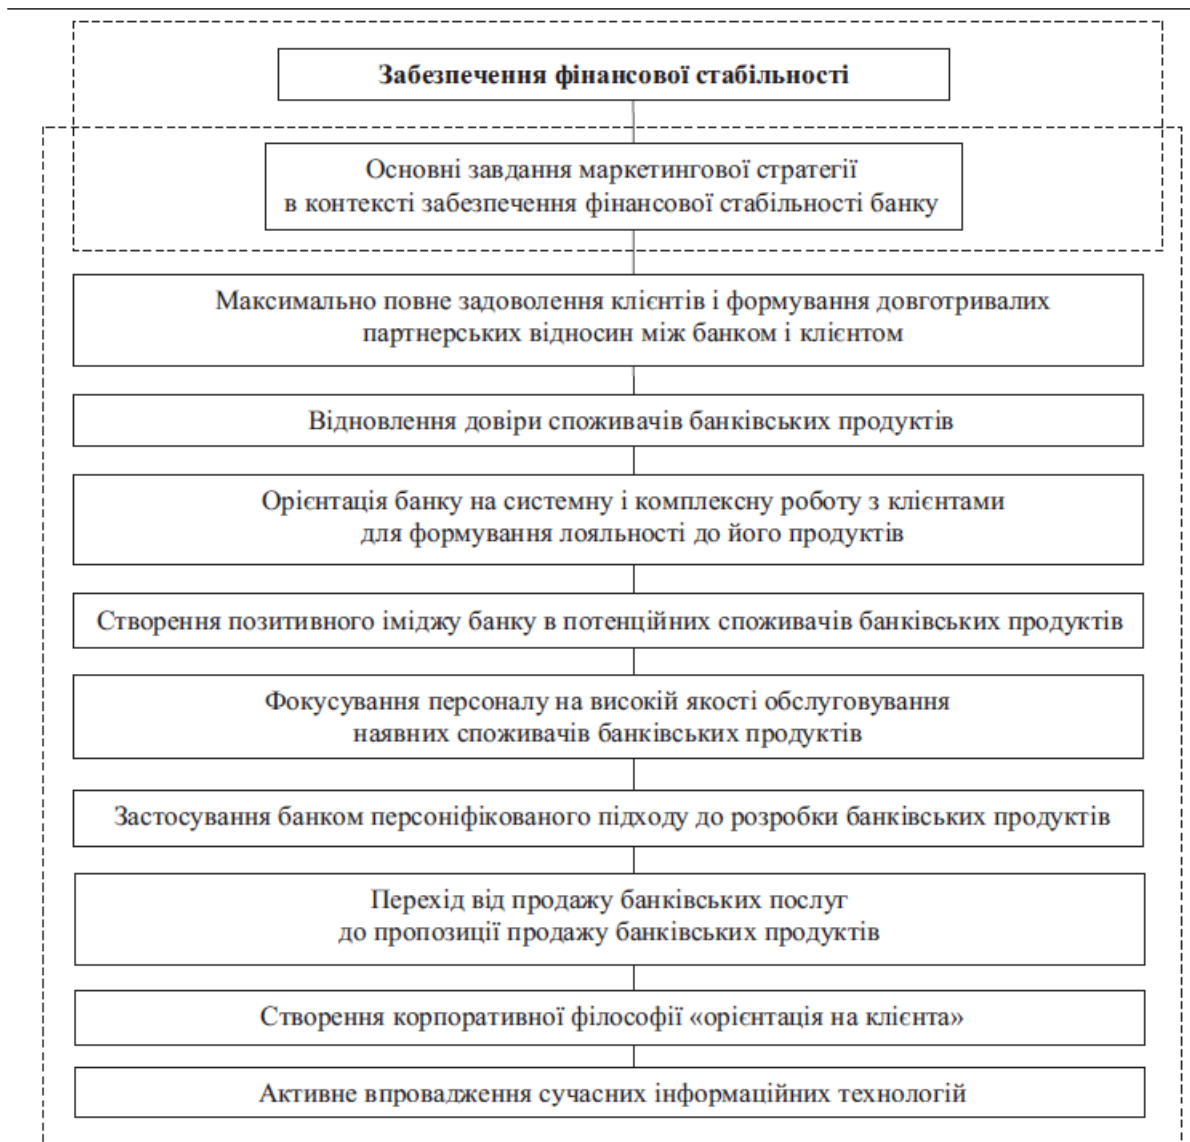 Забезпечення фінансової стабільності
Основні завдання маркетингової стратегії
в контексті забезпечення фінансової стабільності банку
Максимально повне задоволення клієнтів і формування довготривалих
партнерських відносин між банком і клієнтом
Відновлення довіри споживачів банківських продуктів
Орієнтація банку на системну і комплексну роботу з клієнтами
для формування лояльності до його продуктів
Створення позитивного іміджу банку в потенційних споживачів банківських продуктів
Фокусування персоналу на високій якості обслуговування
наявних споживачів банківських продуктів
Застосування банком персоніфікованого підходу до розробки банківських продуктів
Перехід від продажу банківських послуг
до пропозиції продажу банківських продуктів
Створення корпоративної філософії «орієнтація на клієнта»
Активне впровадження сучасних інформаційних технологій